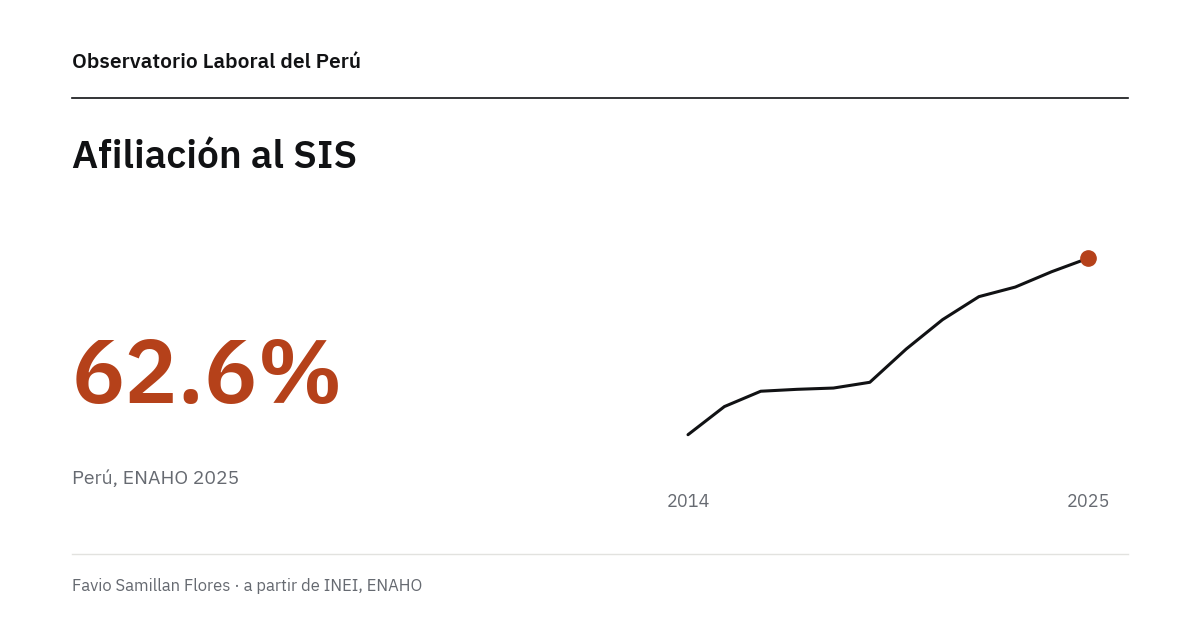 Observatorio Laboral del Perú
Afiliación al SIS
62.6%
Perú, ENAHO 2025
2014
2025
Favio Samillan Flores · a partir de INEI, ENAHO